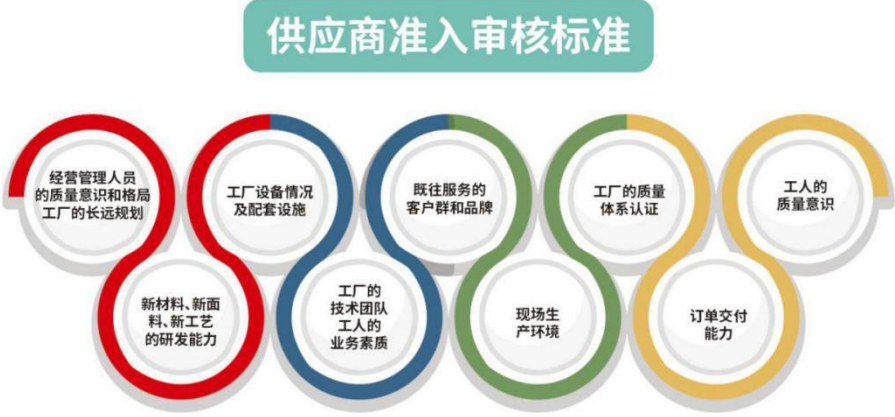 供应商准入审核标准
经营管理人员
的质量意识和格局
工厂的长远规划
新材料、新面
料、新工艺
的研发能力
工厂设备情况
及配套设施
工厂的
技术团队
工人的
业务素质
既往服务的
客户群和品牌
现场生
产环境
工厂的质量
体系认证
订单交付
能力
工人的
质量意识